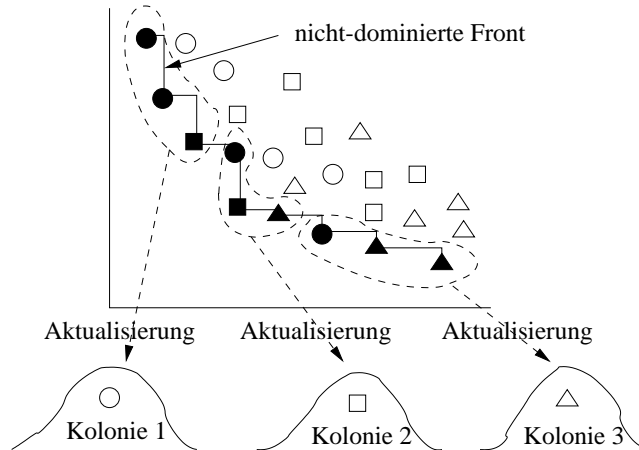 nicht-dominierte Front
Aktualisierung Aktualisierung Aktualisierung
Kolonie 1 Kolonie 2 Kolonie 3